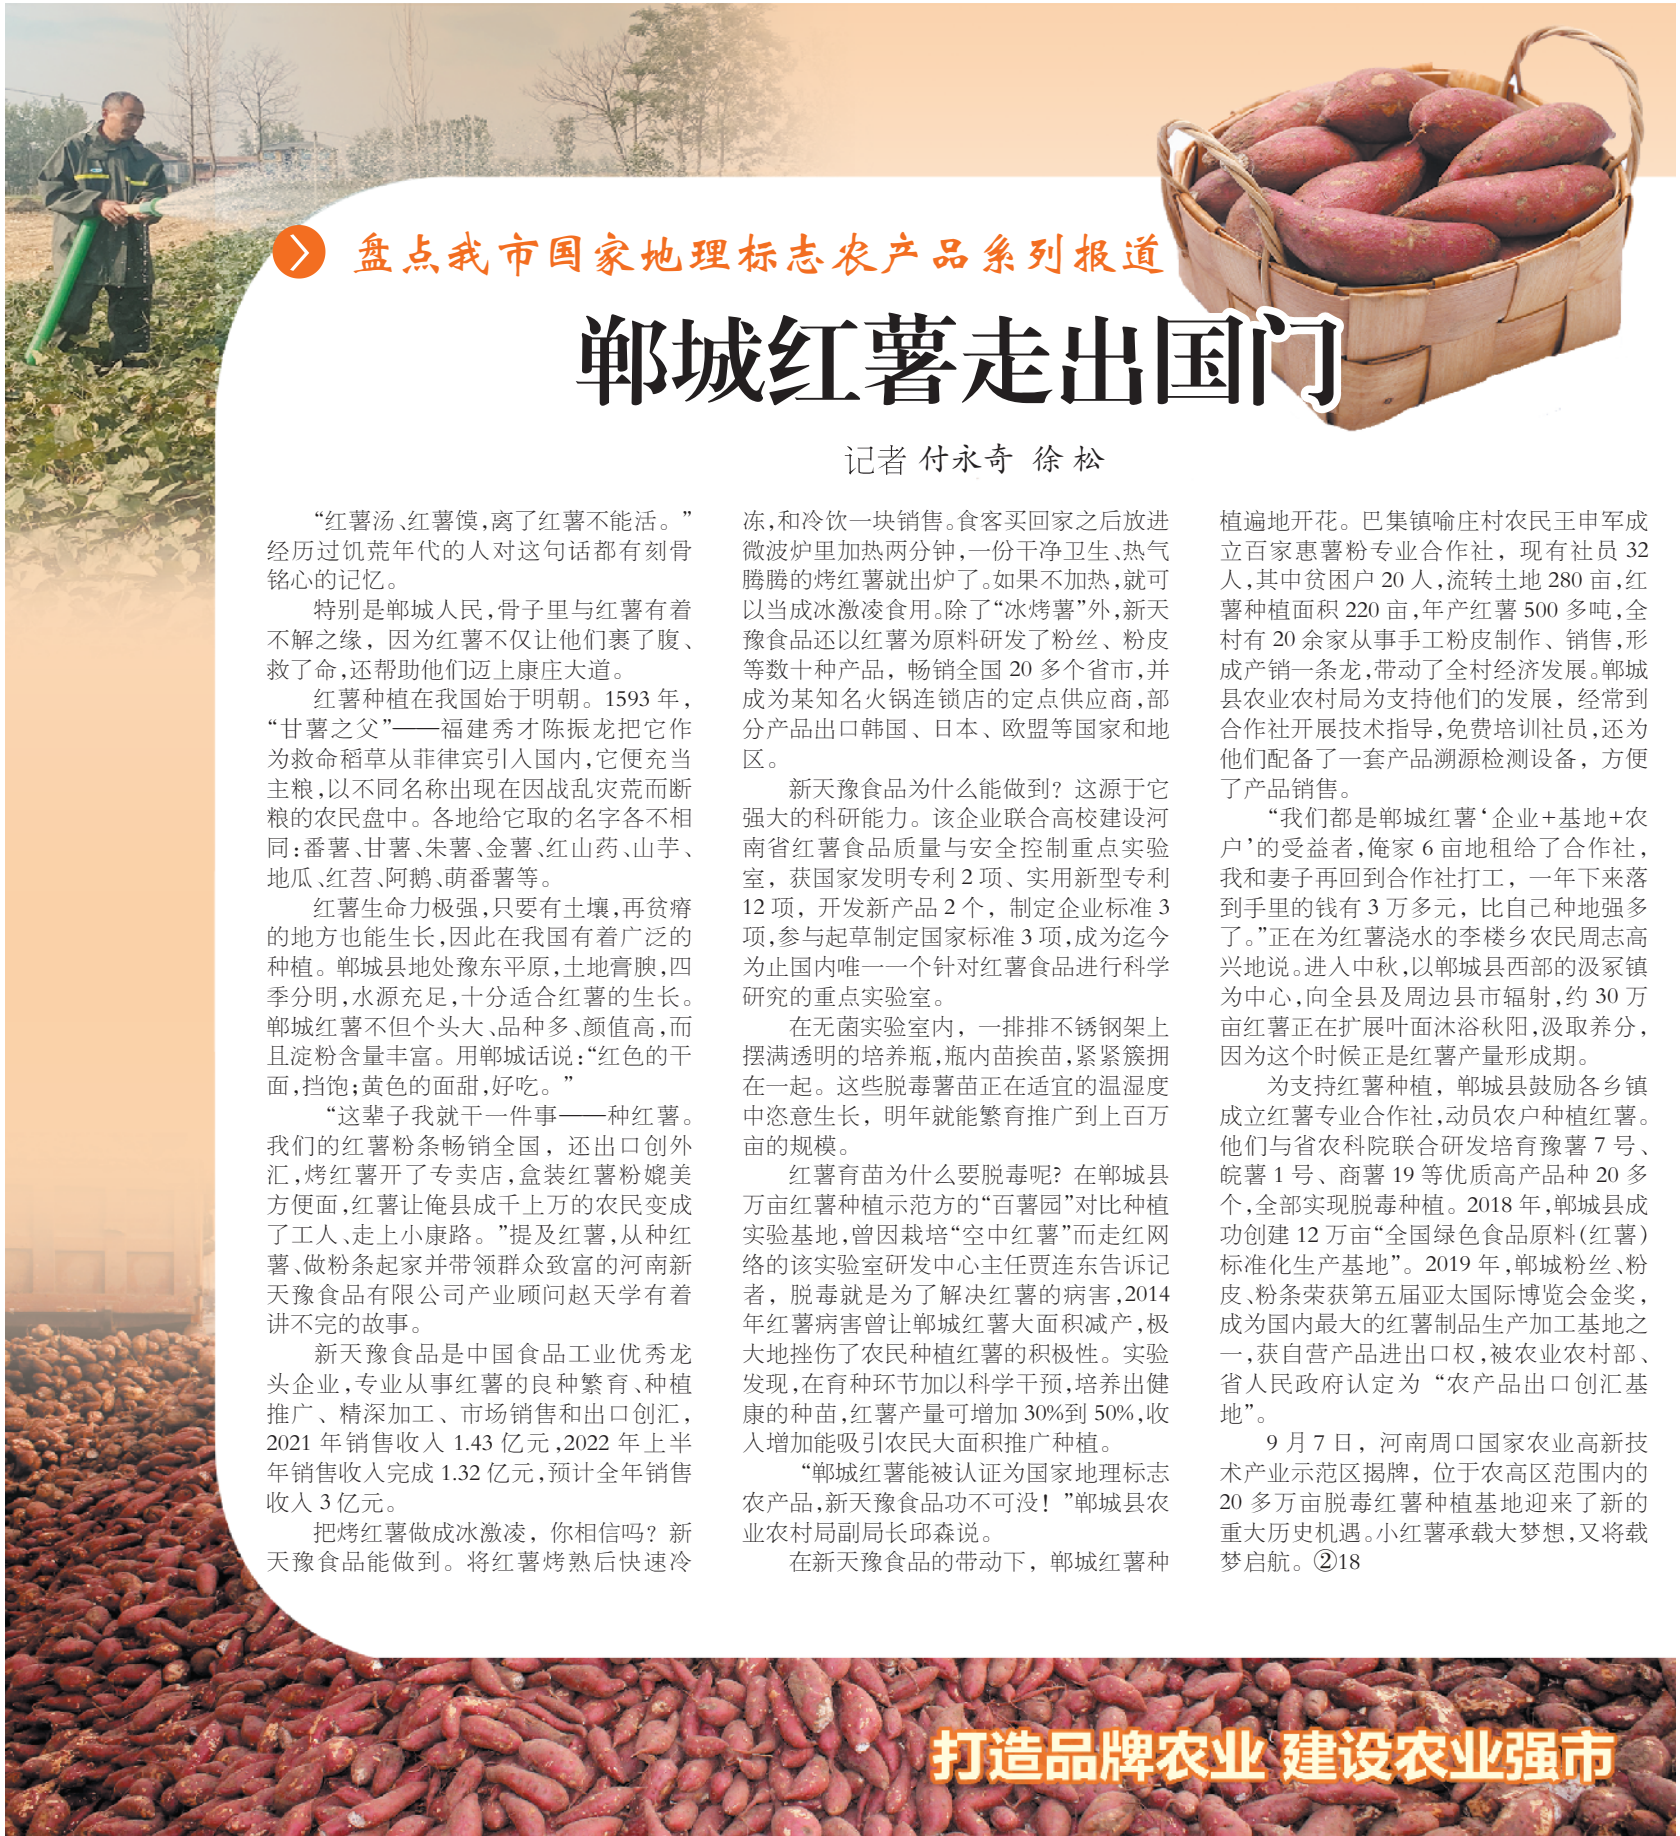 盘点我市国家地理标志农产品系列报道
郸城红薯走出国门
记者 付永奇 徐松
“红薯汤、红薯馍，离了红薯不能活。”
经历过饥荒年代的人对这句话都有刻骨
铭心的记忆。
特别是郸城人民，骨子里与红薯有着
不解之缘，因为红薯不仅让他们裹了腹、
救了命，还帮助他们迈上康庄大道。
红薯种植在我国始于明朝。1593 年，
“甘薯之父”——福建秀才陈振龙把它作
为救命稻草从菲律宾引入国内，它便充当
主粮，以不同名称出现在因战乱灾荒而断
粮的农民盘中。各地给它取的名字各不相
同：番薯、甘薯、朱薯、金薯、红山药、山芋、
地瓜、红苕、阿鹅、萌番薯等。
红薯生命力极强，只要有土壤，再贫瘠
的地方也能生长，因此在我国有着广泛的
种植。郸城县地处豫东平原，土地膏腴，四
季分明，水源充足，十分适合红薯的生长。
郸城红薯不但个头大、品种多、颜值高，而
且淀粉含量丰富。用郸城话说：“红色的干
面，挡饱；黄色的面甜，好吃。”
“这辈子我就干一件事——种红薯。
我们的红薯粉条畅销全国，还出口创外
汇，烤红薯开了专卖店，盒装红薯粉媲美
方便面，红薯让俺县成千上万的农民变成
了工人、走上小康路。”提及红薯，从种红
薯、做粉条起家并带领群众致富的河南新
天豫食品有限公司产业顾问赵天学有着
讲不完的故事。
新天豫食品是中国食品工业优秀龙
头企业，专业从事红薯的良种繁育、种植
推广、精深加工、市场销售和出口创汇，
2021 年销售收入 1.43 亿元，2022 年上半
年销售收入完成 1.32 亿元，预计全年销售
收入 3 亿元。
把烤红薯做成冰激凌，你相信吗？新
天豫食品能做到。将红薯烤熟后快速冷
冻，和冷饮一块销售。食客买回家之后放进
微波炉里加热两分钟，一份干净卫生、热气
腾腾的烤红薯就出炉了。如果不加热，就可
以当成冰激凌食用。除了“冰烤薯”外，新天
豫食品还以红薯为原料研发了粉丝、粉皮
等数十种产品，畅销全国 20 多个省市，并
成为某知名火锅连锁店的定点供应商，部
分产品出口韩国、日本、欧盟等国家和地
区。
新天豫食品为什么能做到？这源于它
强大的科研能力。该企业联合高校建设河
南省红薯食品质量与安全控制重点实验
室，获国家发明专利 2 项、实用新型专利
12 项，开发新产品 2 个，制定企业标准 3
项，参与起草制定国家标准 3 项，成为迄今
为止国内唯一一个针对红薯食品进行科学
研究的重点实验室。
在无菌实验室内，一排排不锈钢架上
摆满透明的培养瓶，瓶内苗挨苗，紧紧簇拥
在一起。这些脱毒薯苗正在适宜的温湿度
中恣意生长，明年就能繁育推广到上百万
亩的规模。
红薯育苗为什么要脱毒呢？在郸城县
万亩红薯种植示范方的“百薯园”对比种植
实验基地，曾因栽培“空中红薯”而走红网
络的该实验室研发中心主任贾连东告诉记
者，脱毒就是为了解决红薯的病害，2014
年红薯病害曾让郸城红薯大面积减产，极
大地挫伤了农民种植红薯的积极性。实验
发现，在育种环节加以科学干预，培养出健
康的种苗，红薯产量可增加 30%到 50%，收
入增加能吸引农民大面积推广种植。
“郸城红薯能被认证为国家地理标志
农产品，新天豫食品功不可没！”郸城县农
业农村局副局长邱森说。
在新天豫食品的带动下，郸城红薯种
植遍地开花。巴集镇喻庄村农民王申军成
立百家惠薯粉专业合作社，现有社员 32
人，其中贫困户 20 人，流转土地 280 亩，红
薯种植面积 220 亩，年产红薯 500 多吨，全
村有 20 余家从事手工粉皮制作、销售，形
成产销一条龙，带动了全村经济发展。郸城
县农业农村局为支持他们的发展，经常到
合作社开展技术指导，免费培训社员，还为
他们配备了一套产品溯源检测设备，方便
了产品销售。
“我们都是郸城红薯‘企业+基地+农
户’的受益者，俺家 6 亩地租给了合作社，
我和妻子再回到合作社打工，一年下来落
到手里的钱有 3 万多元，比自己种地强多
了。”正在为红薯浇水的李楼乡农民周志高
兴地说。进入中秋，以郸城县西部的汲冢镇
为中心，向全县及周边县市辐射，约 30 万
亩红薯正在扩展叶面沐浴秋阳，汲取养分，
因为这个时候正是红薯产量形成期。
为支持红薯种植，郸城县鼓励各乡镇
成立红薯专业合作社，动员农户种植红薯。
他们与省农科院联合研发培育豫薯 7 号、
皖薯 1 号、商薯 19 等优质高产品种 20 多
个，全部实现脱毒种植。2018 年，郸城县成
功创建 12 万亩“全国绿色食品原料（红薯）
标准化生产基地”。2019 年，郸城粉丝、粉
皮、粉条荣获第五届亚太国际博览会金奖，
成为国内最大的红薯制品生产加工基地之
一，获自营产品进出口权，被农业农村部、
省人民政府认定为“农产品出口创汇基
地”。
9 月 7 日，河南周口国家农业高新技
术产业示范区揭牌，位于农高区范围内的
20 多万亩脱毒红薯种植基地迎来了新的
重大历史机遇。小红薯承载大梦想，又将载
梦启航。②18
打造品牌农业 建设农业强市